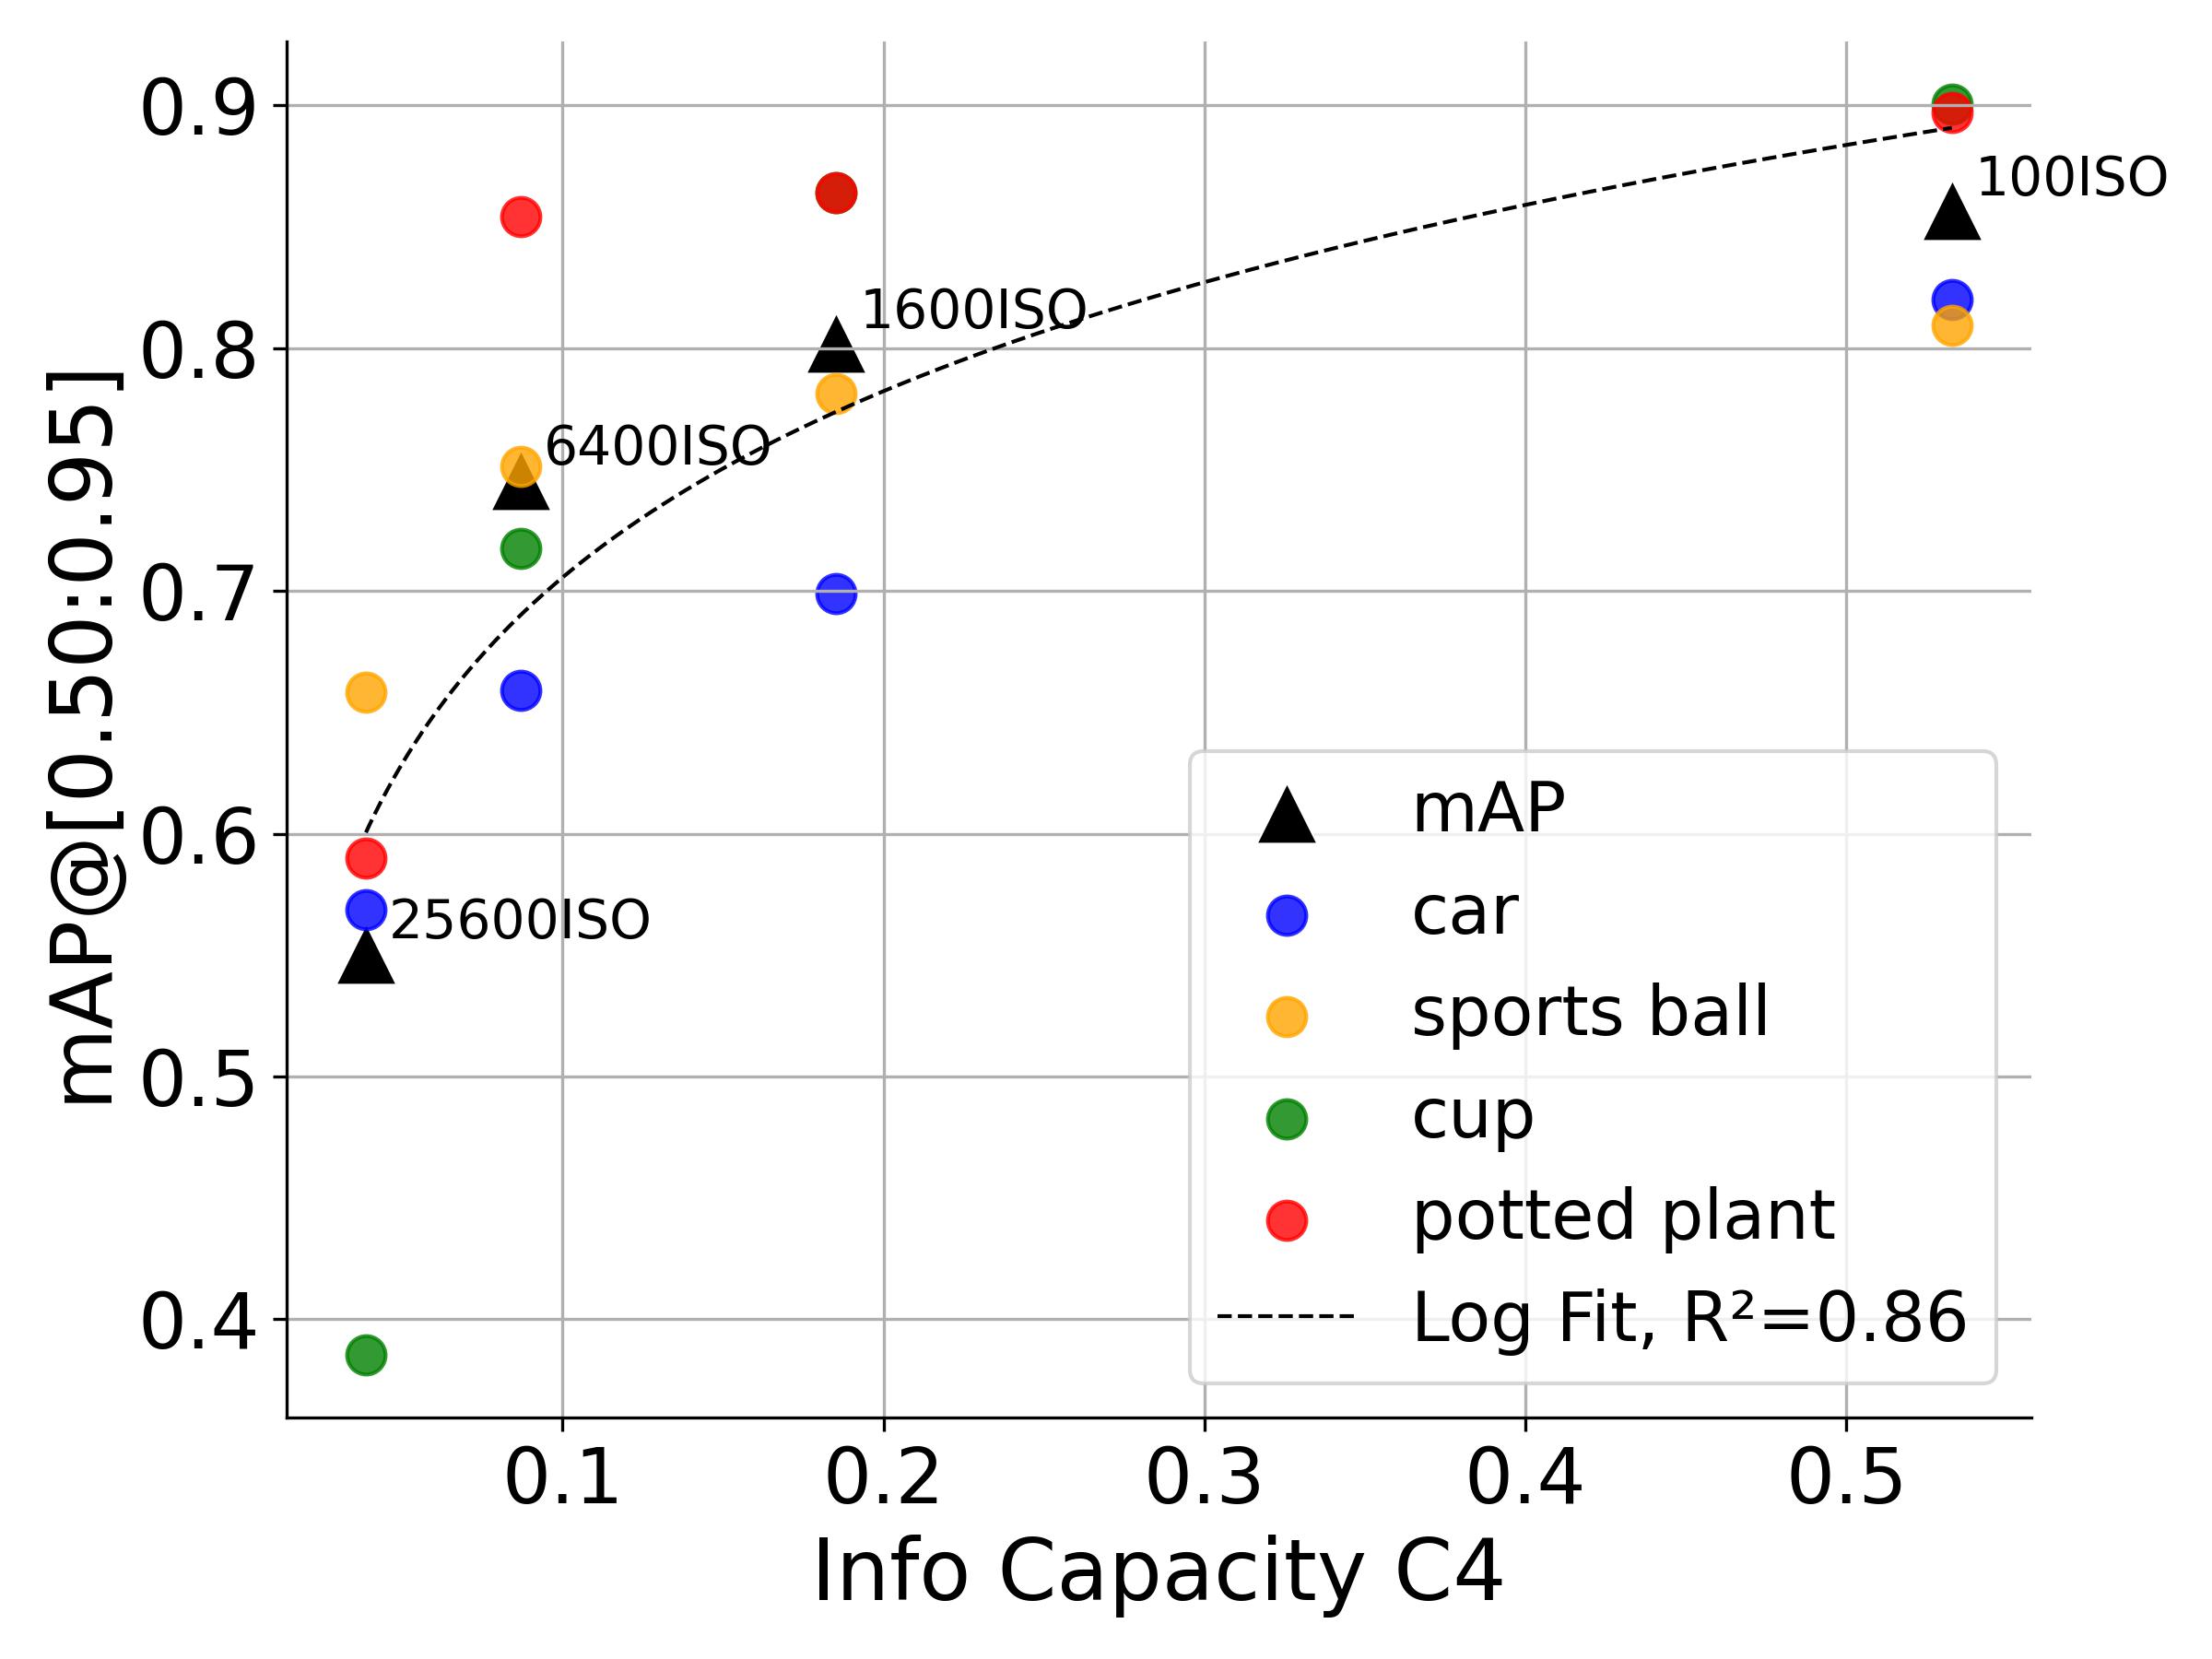 mAP@[0.50:0.95]
0.9
0.8
0.7
0.6
0.5
0.4
100ISO
1600ISO
6400ISO
25600ISO
mAP
car
sports ball
cup
potted plant
Log Fit, R²=0.86
0.1
0.2
0.3
0.4
0.5
Info Capacity C4